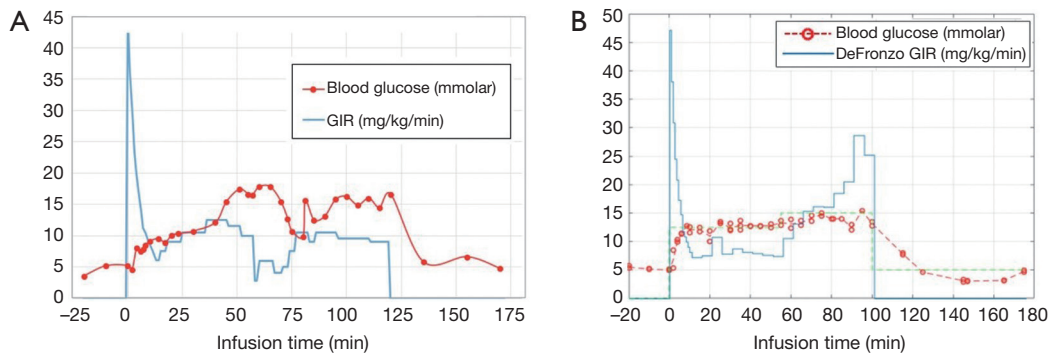 A
45
40
35
30
25
20
15
10
5
0
–25 0 25 50 75 100 125 150 175
Infusion time (min)
Blood glucose (mmolar)
GIR (mg/kg/min)
B
50
45
40
35
30
25
20
15
10
5
0
–20 0 20 40 60 80 100 120 140 160 180
Infusion time (min)
Blood glucose (mmolar)
DeFronzo GIR (mg/kg/min)